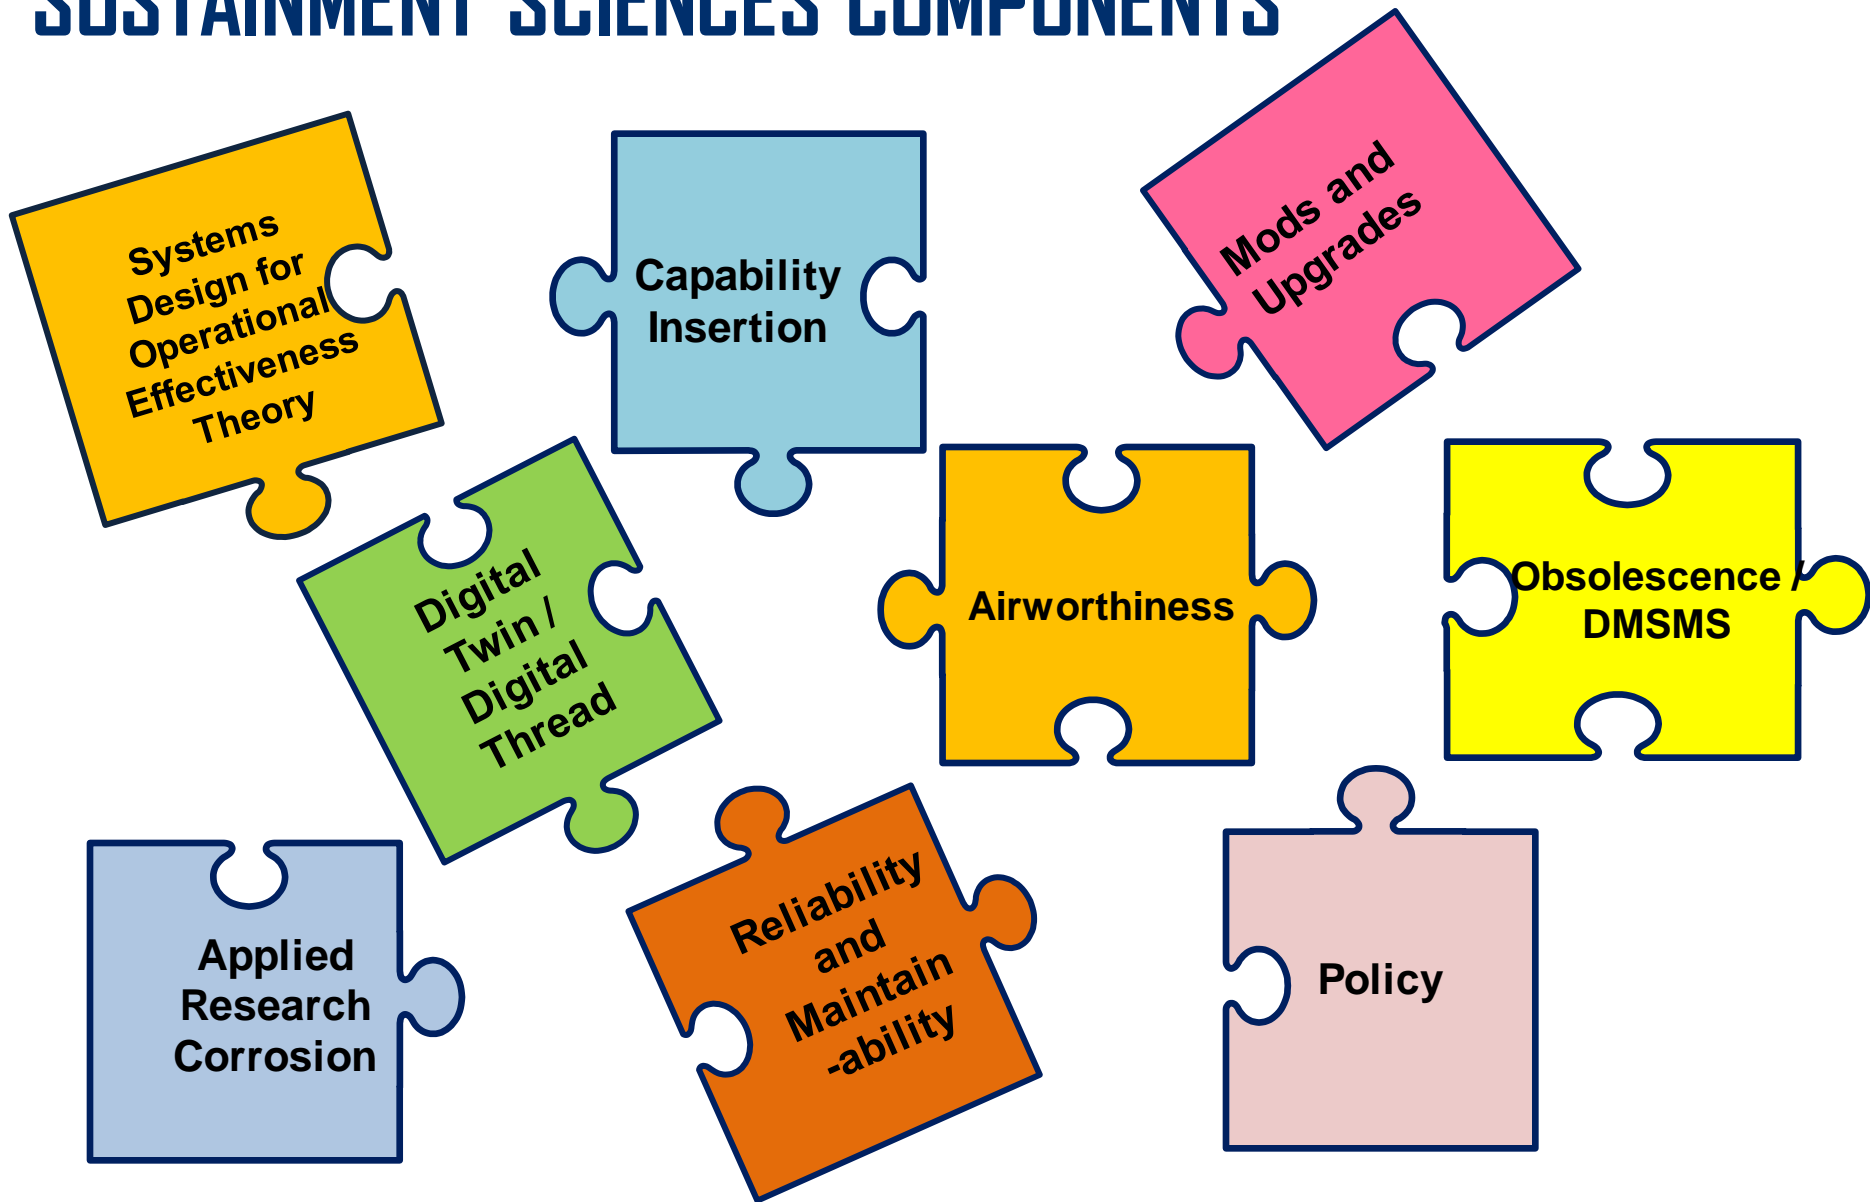 SUSTAINMENT SCIENCES COMPONENTS
Systems
Design for
Operational
Effectiveness
Theory
Capability
Insertion
Mods and
Upgrades
Digital
Twin /
Digital
Thread
Airworthiness
Obsolescence /
DMSMS
Applied
Research
Corrosion
Reliability
and
Maintain
-ability
Policy